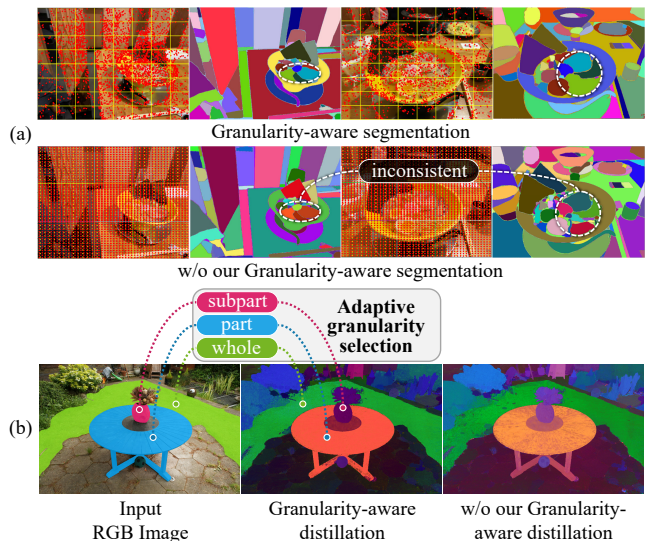 (a)
Granularity-aware segmentation
inconsistent
w/o our Granularity-aware segmentation
subpart
part
whole
Adaptive
granularity
selection
(b)
Input
RGB Image
Granularity-aware
distillation
w/o our Granularity-
aware distillation